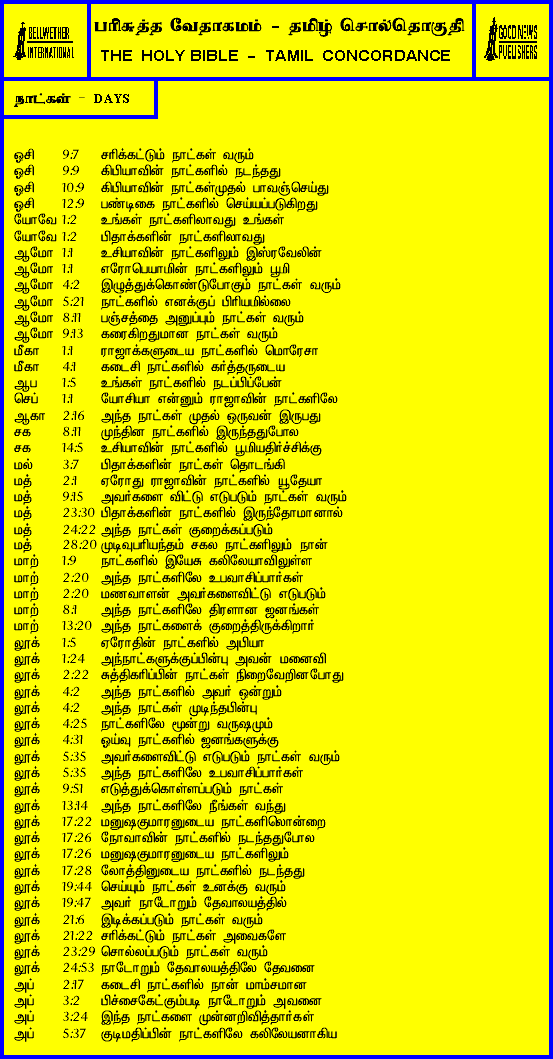 BELLWETHER
INTERNATIONAL
பரிசுத்த வேதாகமம் - தமிழ் சொல்தொகுதி
THE HOLY BIBLE - TAMIL CONCORDANCE
GOOD NEWS
PUBLISHERS
நாட்கள் - DAYS
ஓசி 9:7 சரிக்கட்டும் நாட்கள் வரும்
ஓசி 9:9 கிபியாவின் நாட்களில் நடந்தது
ஓசி 10:9 கிபியாவின் நாட்கள்முதல் பாவஞ்செய்து
ஓசி 12:9 பண்டிகை நாட்களில் செய்யப்படுகிறது
யோவே 1:2 உங்கள் நாட்களிலாவது உங்கள்
யோவே 1:2 பிதாக்களின் நாட்களிலாவது
ஆமோ 1:1 உசியாவின் நாட்களிலும் இஸ்ரவேலின்
ஆமோ 1:1 எரொபெயாமின் நாட்களிலும் பூமி
ஆமோ 4:2 இழுத்துக்கொண்டுபோகும் நாட்கள் வரும்
ஆமோ 5:21 நாட்களில் எனக்குப் பிரியமில்லை
ஆமோ 8:11 பஞ்சத்தை அனுப்பும் நாட்கள் வரும்
ஆமோ 9:13 கரைகிறதுமான நாட்கள் வரும்
மீகா 1:1 ராஜாக்களுடைய நாட்களில் மொரேசா
மீகா 4:1 கடைசி நாட்களில் கர்த்தருடைய
ஆப 1:5 உங்கள் நாட்களில் நடப்பிப்பேன்
செப் 1:1 யோசியா என்னும் ராஜாவின் நாட்களிலே
ஆகா 2:16 அந்த நாட்கள் முதல் ஒருவன் இருபது
சக 8:11 முந்தின நாட்களில் இருந்ததுபோல
சக 14:5 உசியாவின் நாட்களில் பூமியதிர்ச்சிக்கு
மல் 3:7 பிதாக்களின் நாட்கள் தொடங்கி
மத் 2:1 ஏரோது ராஜாவின் நாட்களில் யூதேயா
மத் 9:15 அவர்களை விட்டு எடுபடும் நாட்கள் வரும்
மத் 23:30 பிதாக்களின் நாட்களில் இருந்தோமானால்
மத் 24:22 அந்த நாட்கள் குறைக்கப்படும்
மத் 28:20 முடிவுபரியந்தம் சகல நாட்களிலும் நான்
மாற் 1:9 நாட்களில் இயேசு கலிலேயாவிலுள்ள
மாற் 2:20 அந்த நாட்களிலே உபவாசிப்பார்கள்
மாற் 2:20 மணவாளன் அவர்களைவிட்டு எடுபடும்
மாற் 8:1 அந்த நாட்களிலே திரளான ஜனங்கள்
மாற் 13:20 அந்த நாட்களைக் குறைத்திருக்கிறார்
லூக் 1:5 ஏரோதின் நாட்களில் அபியா
லூக் 1:24 அந்நாட்களுக்குப்பின்பு அவன் மனைவி
லூக் 2:22 சுத்திகரிப்பின் நாட்கள் நிறைவேறினபோது
லூக் 4:2 அந்த நாட்களில் அவர் ஒன்றும்
லூக் 4:2 அந்த நாட்கள் முடிந்தபின்பு
லூக் 4:25 நாட்களிலே மூன்று வருஷமும்
லூக் 4:31 ஓய்வு நாட்களில் ஜனங்களுக்கு
லூக் 5:35 அவர்களைவிட்டு எடுபடும் நாட்கள் வரும்
லூக் 5:35 அந்த நாட்களிலே உபவாசிப்பார்கள்
லூக் 9:51 எடுத்துக்கொள்ளப்படும் நாட்கள்
லூக் 13:14 அந்த நாட்களிலே நீங்கள் வந்து
லூக் 17:22 மனுஷகுமாரனுடைய நாட்களிலொன்றை
லூக் 17:26 நோவாவின் நாட்களில் நடந்ததுபோல
லூக் 17:26 மனுஷகுமாரனுடைய நாட்களிலும்
லூக் 17:28 லோத்தினுடைய நாட்களில் நடந்தது
லூக் 19:44 செய்யும் நாட்கள் உனக்கு வரும்
லூக் 19:47 அவர் நாடோறும் தேவாலயத்தில்
லூக் 21:6 இடிக்கப்படும் நாட்கள் வரும்
லூக் 21:22 சரிக்கட்டும் நாட்கள் அவைகளே
லூக் 23:29 சொல்லப்படும் நாட்கள் வரும்
லூக் 24:53 நாடோறும் தேவாலயத்திலே தேவனை
அப் 2:17 கடைசி நாட்களில் நான் மாம்சமான
அப் 3:2 பிச்சைகேட்கும்படி நாடோறும் அவனை
அப் 3:24 இந்த நாட்களை முன்னறிவித்தார்கள்
அப் 5:37 குடிமதிப்பின் நாட்களிலே கலிலேயனாகிய